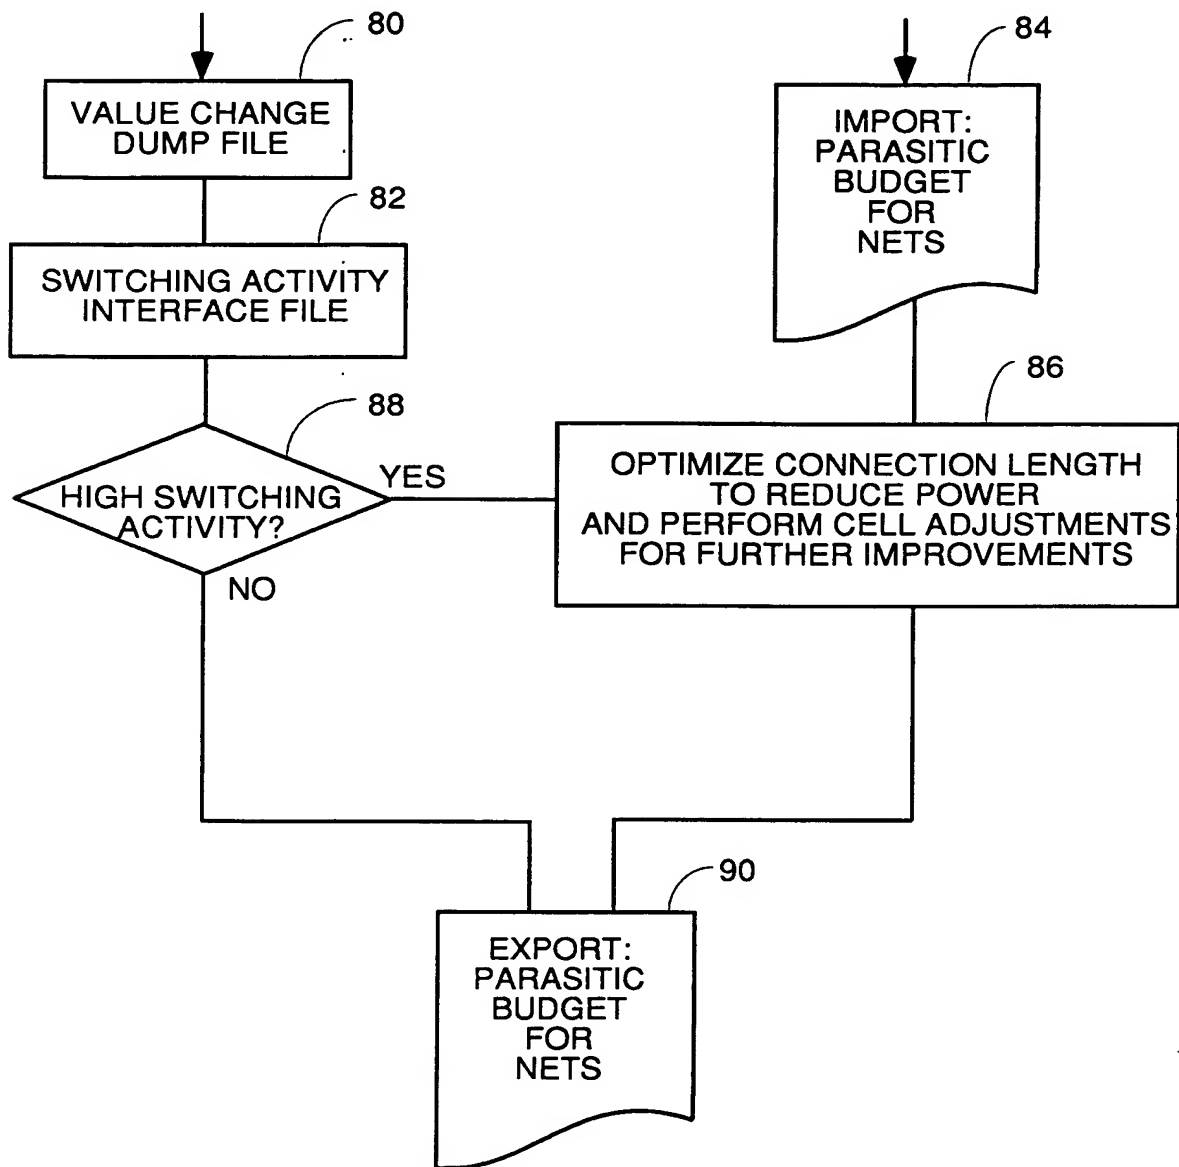 80
VALUE CHANGE
DUMP FILE
82
SWITCHING ACTIVITY
INTERFACE FILE
84
IMPORT:
PARASITIC
BUDGET
FOR
NETS
88
HIGH SWITCHING
ACTIVITY?
YES
NO
86
OPTIMIZE CONNECTION LENGTH
TO REDUCE POWER
AND PERFORM CELL ADJUSTMENTS
FOR FURTHER IMPROVEMENTS
90
EXPORT:
PARASITIC
BUDGET
FOR
NETS